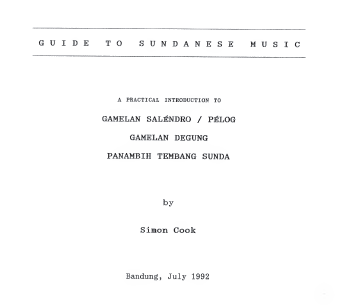 GUIDE TO SUNDANESE MUSIC
A PRACTICAL INTRODUCTION TO
GAMELAN SALÉNDRO / PÉLOG
GAMELAN DEGUNG
PANAMBIH TEMBANG SUNDA
by
Simon Cook
Bandung, July 1992